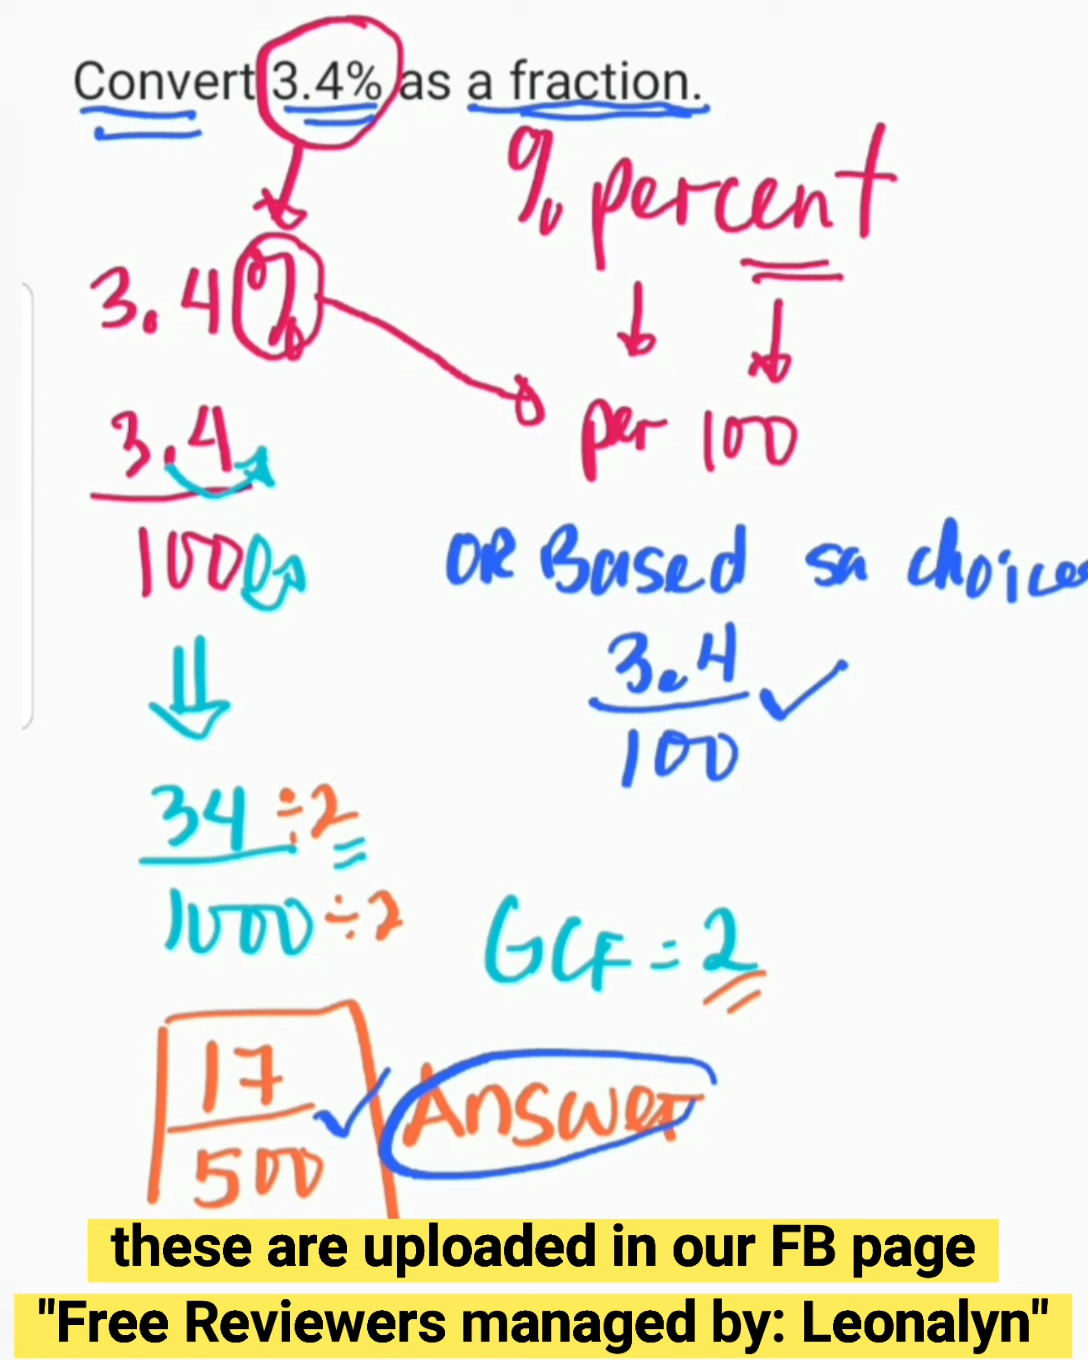 Convert 3.4% as a fraction.
% percent
3.4%
per 100
3.4
1000
OR Based sa choices
3.4
100
34 ÷2
1000 ÷2
GCF = 2
17
500
Answer
these are uploaded in our FB page
"Free Reviewers managed by: Leonalyn"